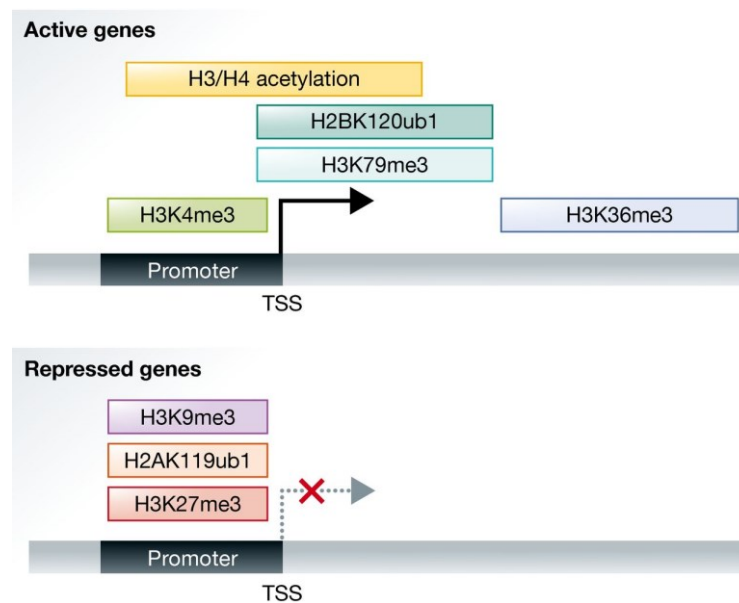 Active genes
H3/H4 acetylation
H2BK120ub1
H3K79me3
H3K4me3
H3K36me3
Promoter
TSS
Repressed genes
H3K9me3
H2AK119ub1
H3K27me3
Promoter
TSS